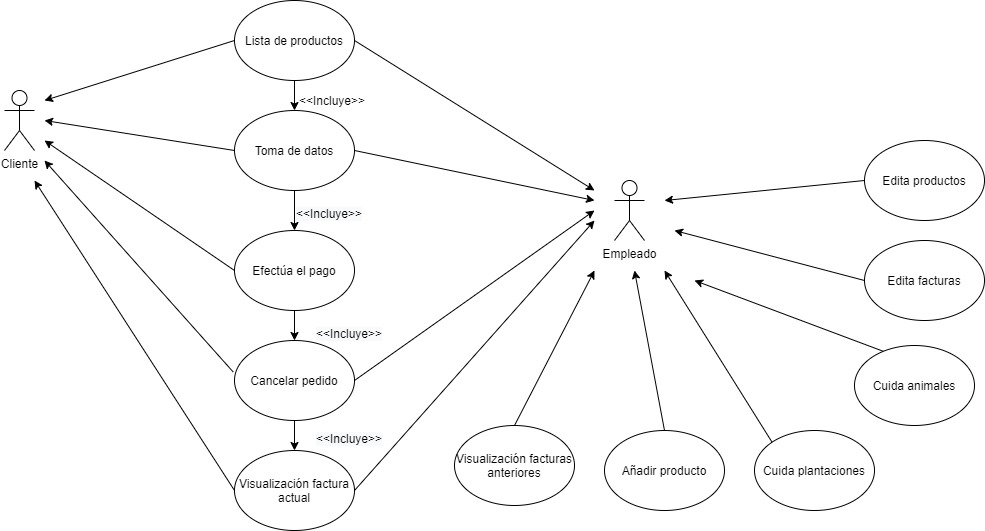 Lista de productos
<<Incluye>>
Toma de datos
Cliente
<<Incluye>>
Efectúa el pago
<<Incluye>>
Cancelar pedido
<<Incluye>>
Visualización factura
actual
Empleado
Edita productos
Edita facturas
Cuida animales
Visualización facturas
anteriores
Añadir producto
Cuida plantaciones